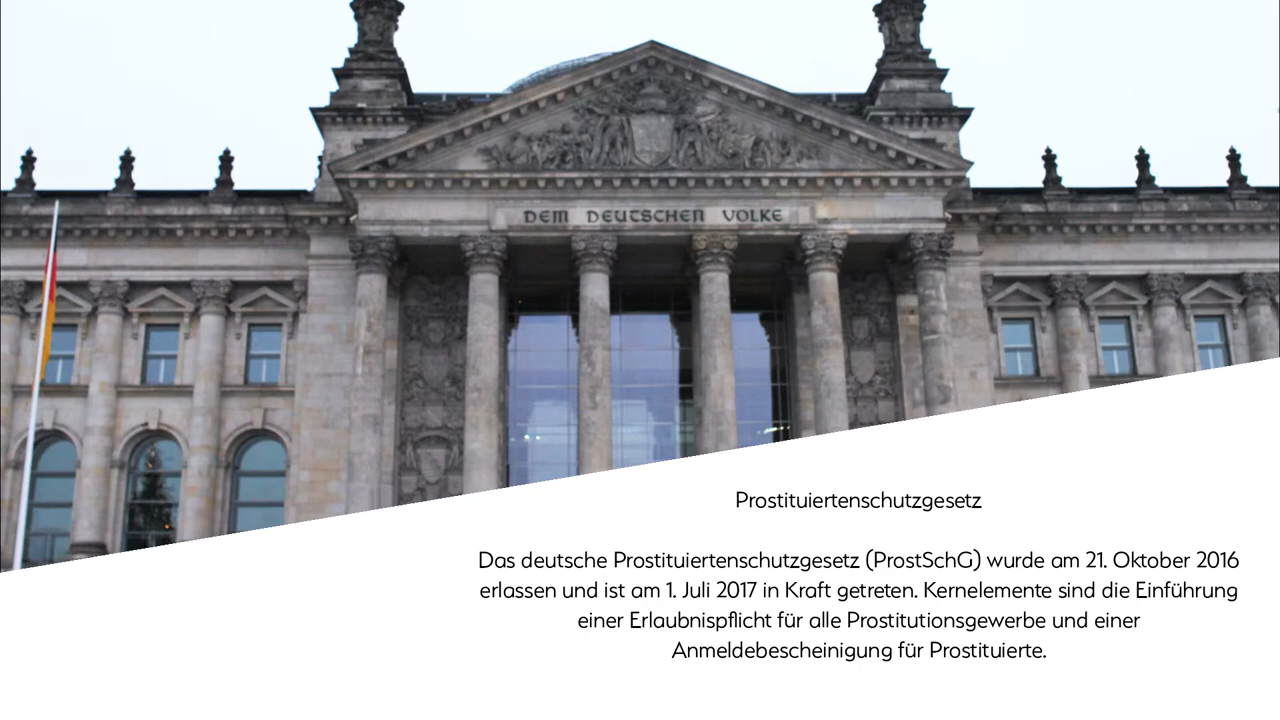 DEM DEUTSCHEN VOLKE
Prostituiertenschutzgesetz
Das deutsche Prostituiertenschutzgesetz (ProstSchG) wurde am 21. Oktober 2016
erlassen und ist am 1. Juli 2017 in Kraft getreten. Kernelemente sind die Einführung
einer Erlaubnispflicht für alle Prostitutionsgewerbe und einer
Anmeldebescheinigung für Prostituierte.